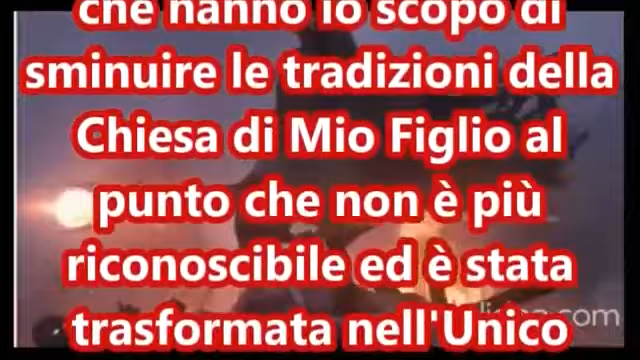 che hanno lo scopo di
sminuire le tradizioni della
Chiesa di Mio Figlio al
punto che non è più
riconoscibile ed è stata
trasformata nell'Unico